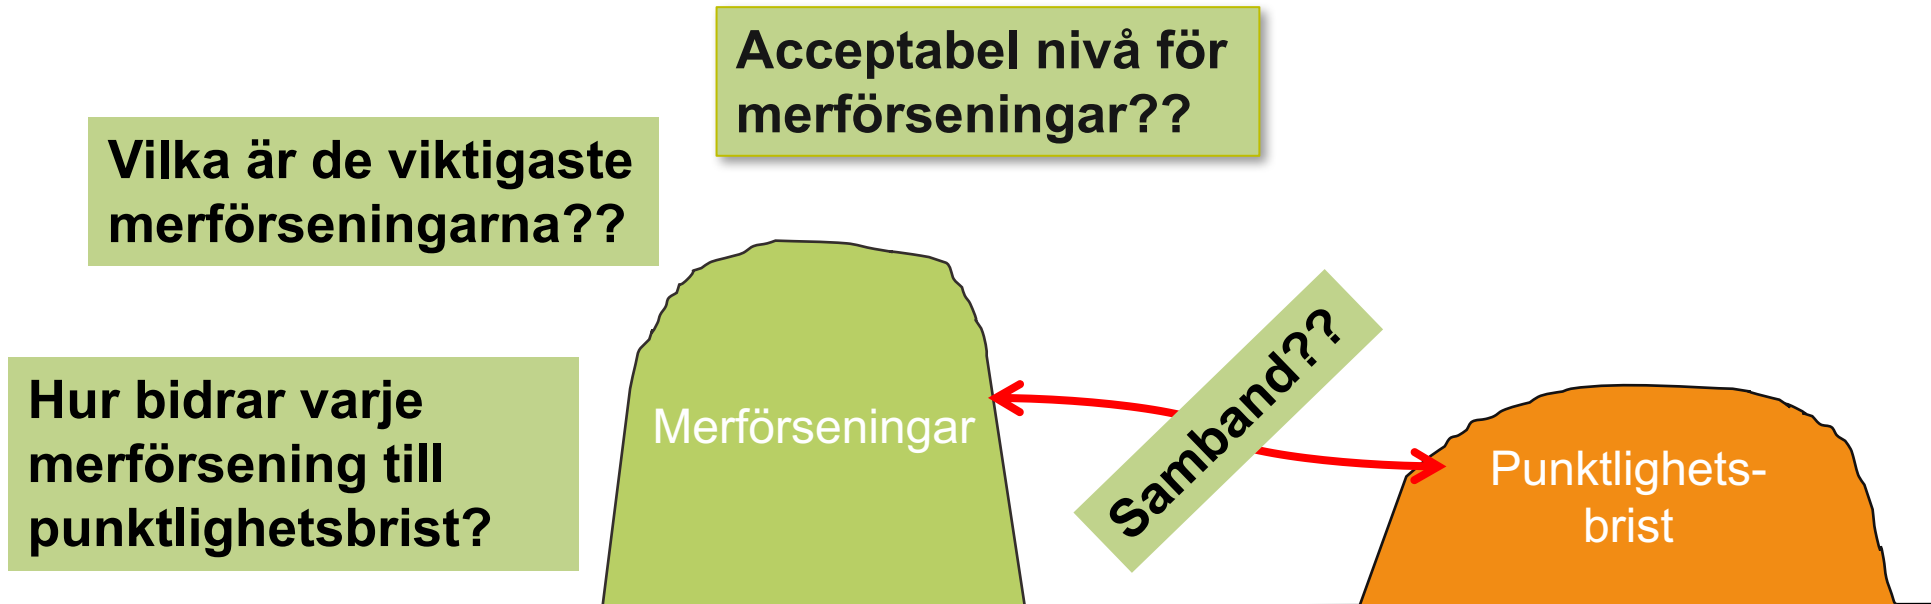 Acceptabel nivå för
merförseningar??
Vilka är de viktigaste
merförseningarna??
Hur bidrar varje
merförsening till
punktlighetsbrist?
Merförseningar
Samband??
Punktlighets-
brist